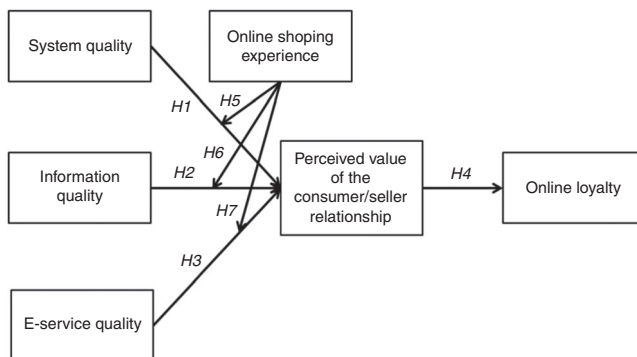 System quality
Online shoping
experience
H5
H1
H6
Information
quality
H2
Perceived value
of the
consumer/seller
relationship
H4
Online loyalty
H7
H3
E-service quality